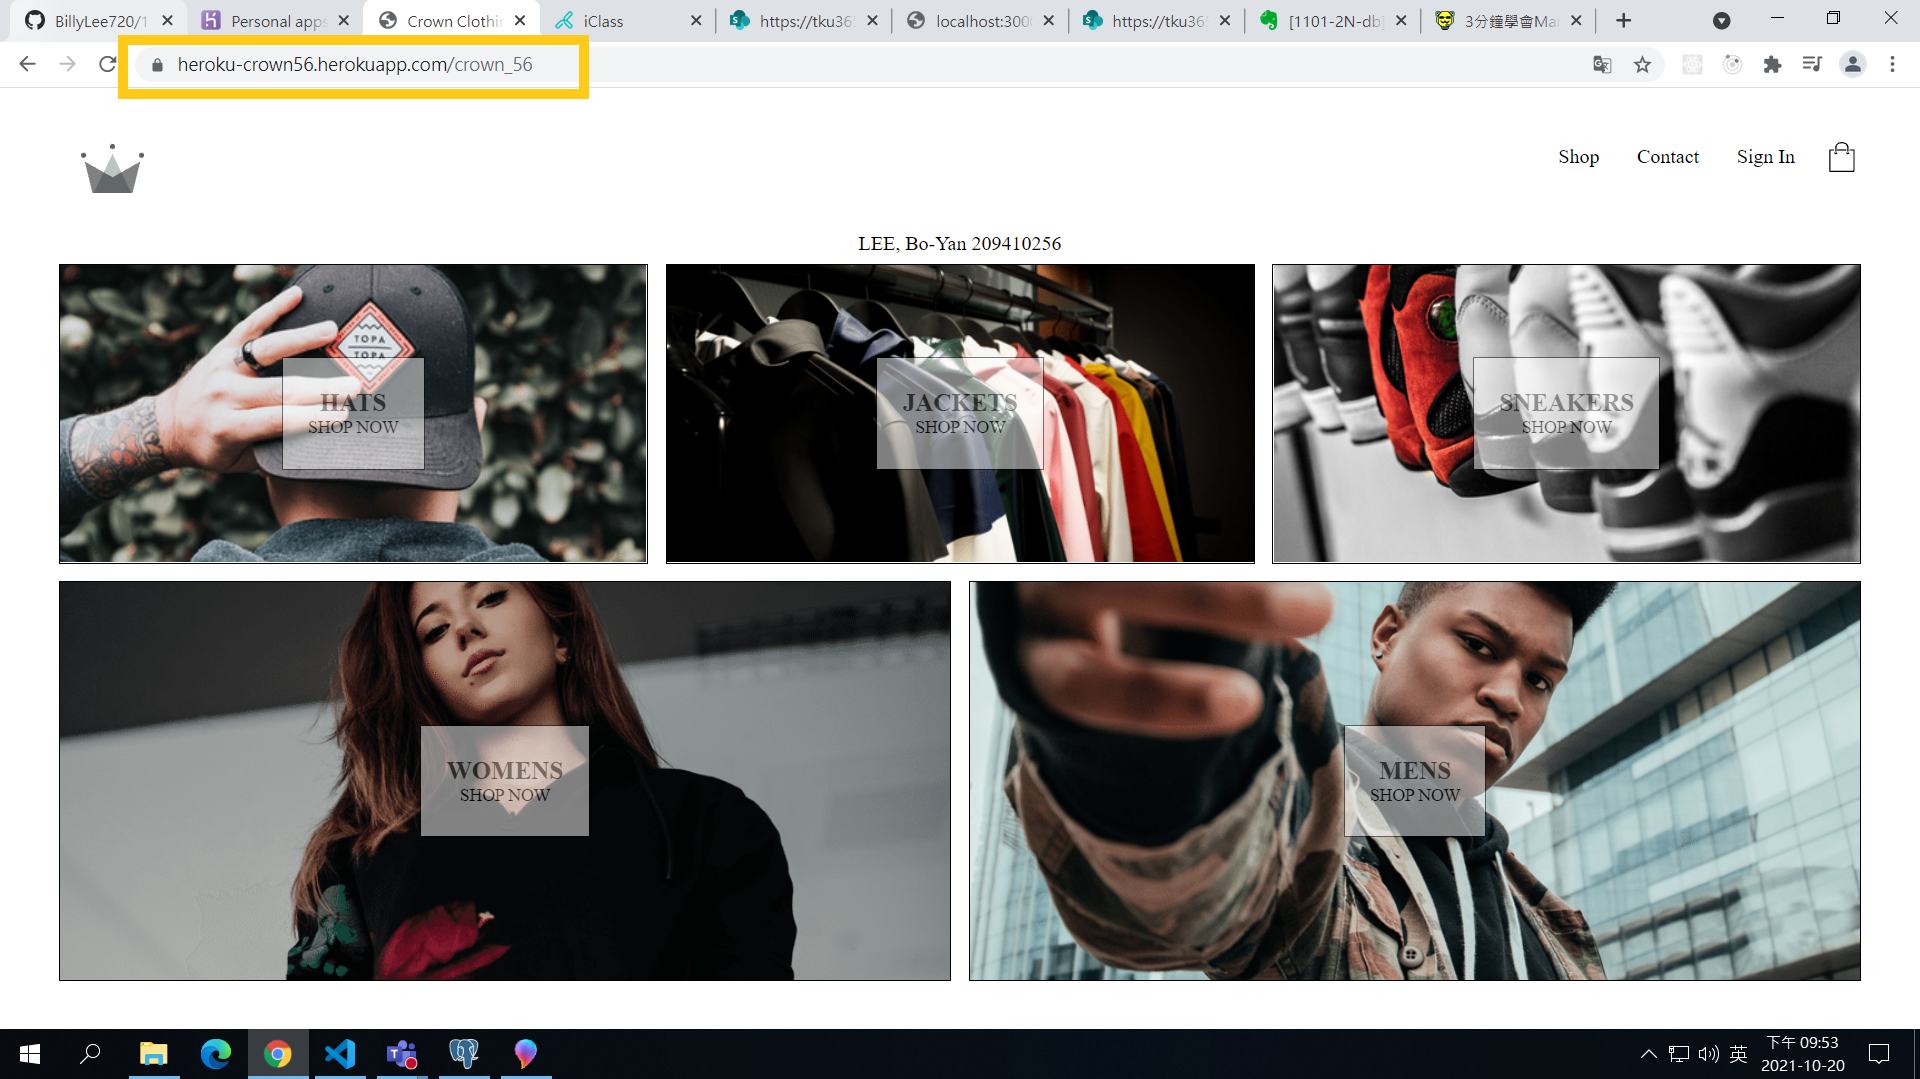 BillyLee720/1
Personal apps
Crown Clothi
iClass
https://tku36
localhost:300
https://tku36
[1101-2N-db]
3分鐘學會Mar
heroku-crown56.herokuapp.com/crown_56
Shop
Contact
Sign In
LEE, Bo-Yan 209410256
TOPA
TOPA
HATS
SHOP NOW
JACKETS
SHOP NOW
SNEAKERS
SHOP NOW
WOMENS
SHOP NOW
MENS
SHOP NOW
英
下午 09:53
2021-10-20